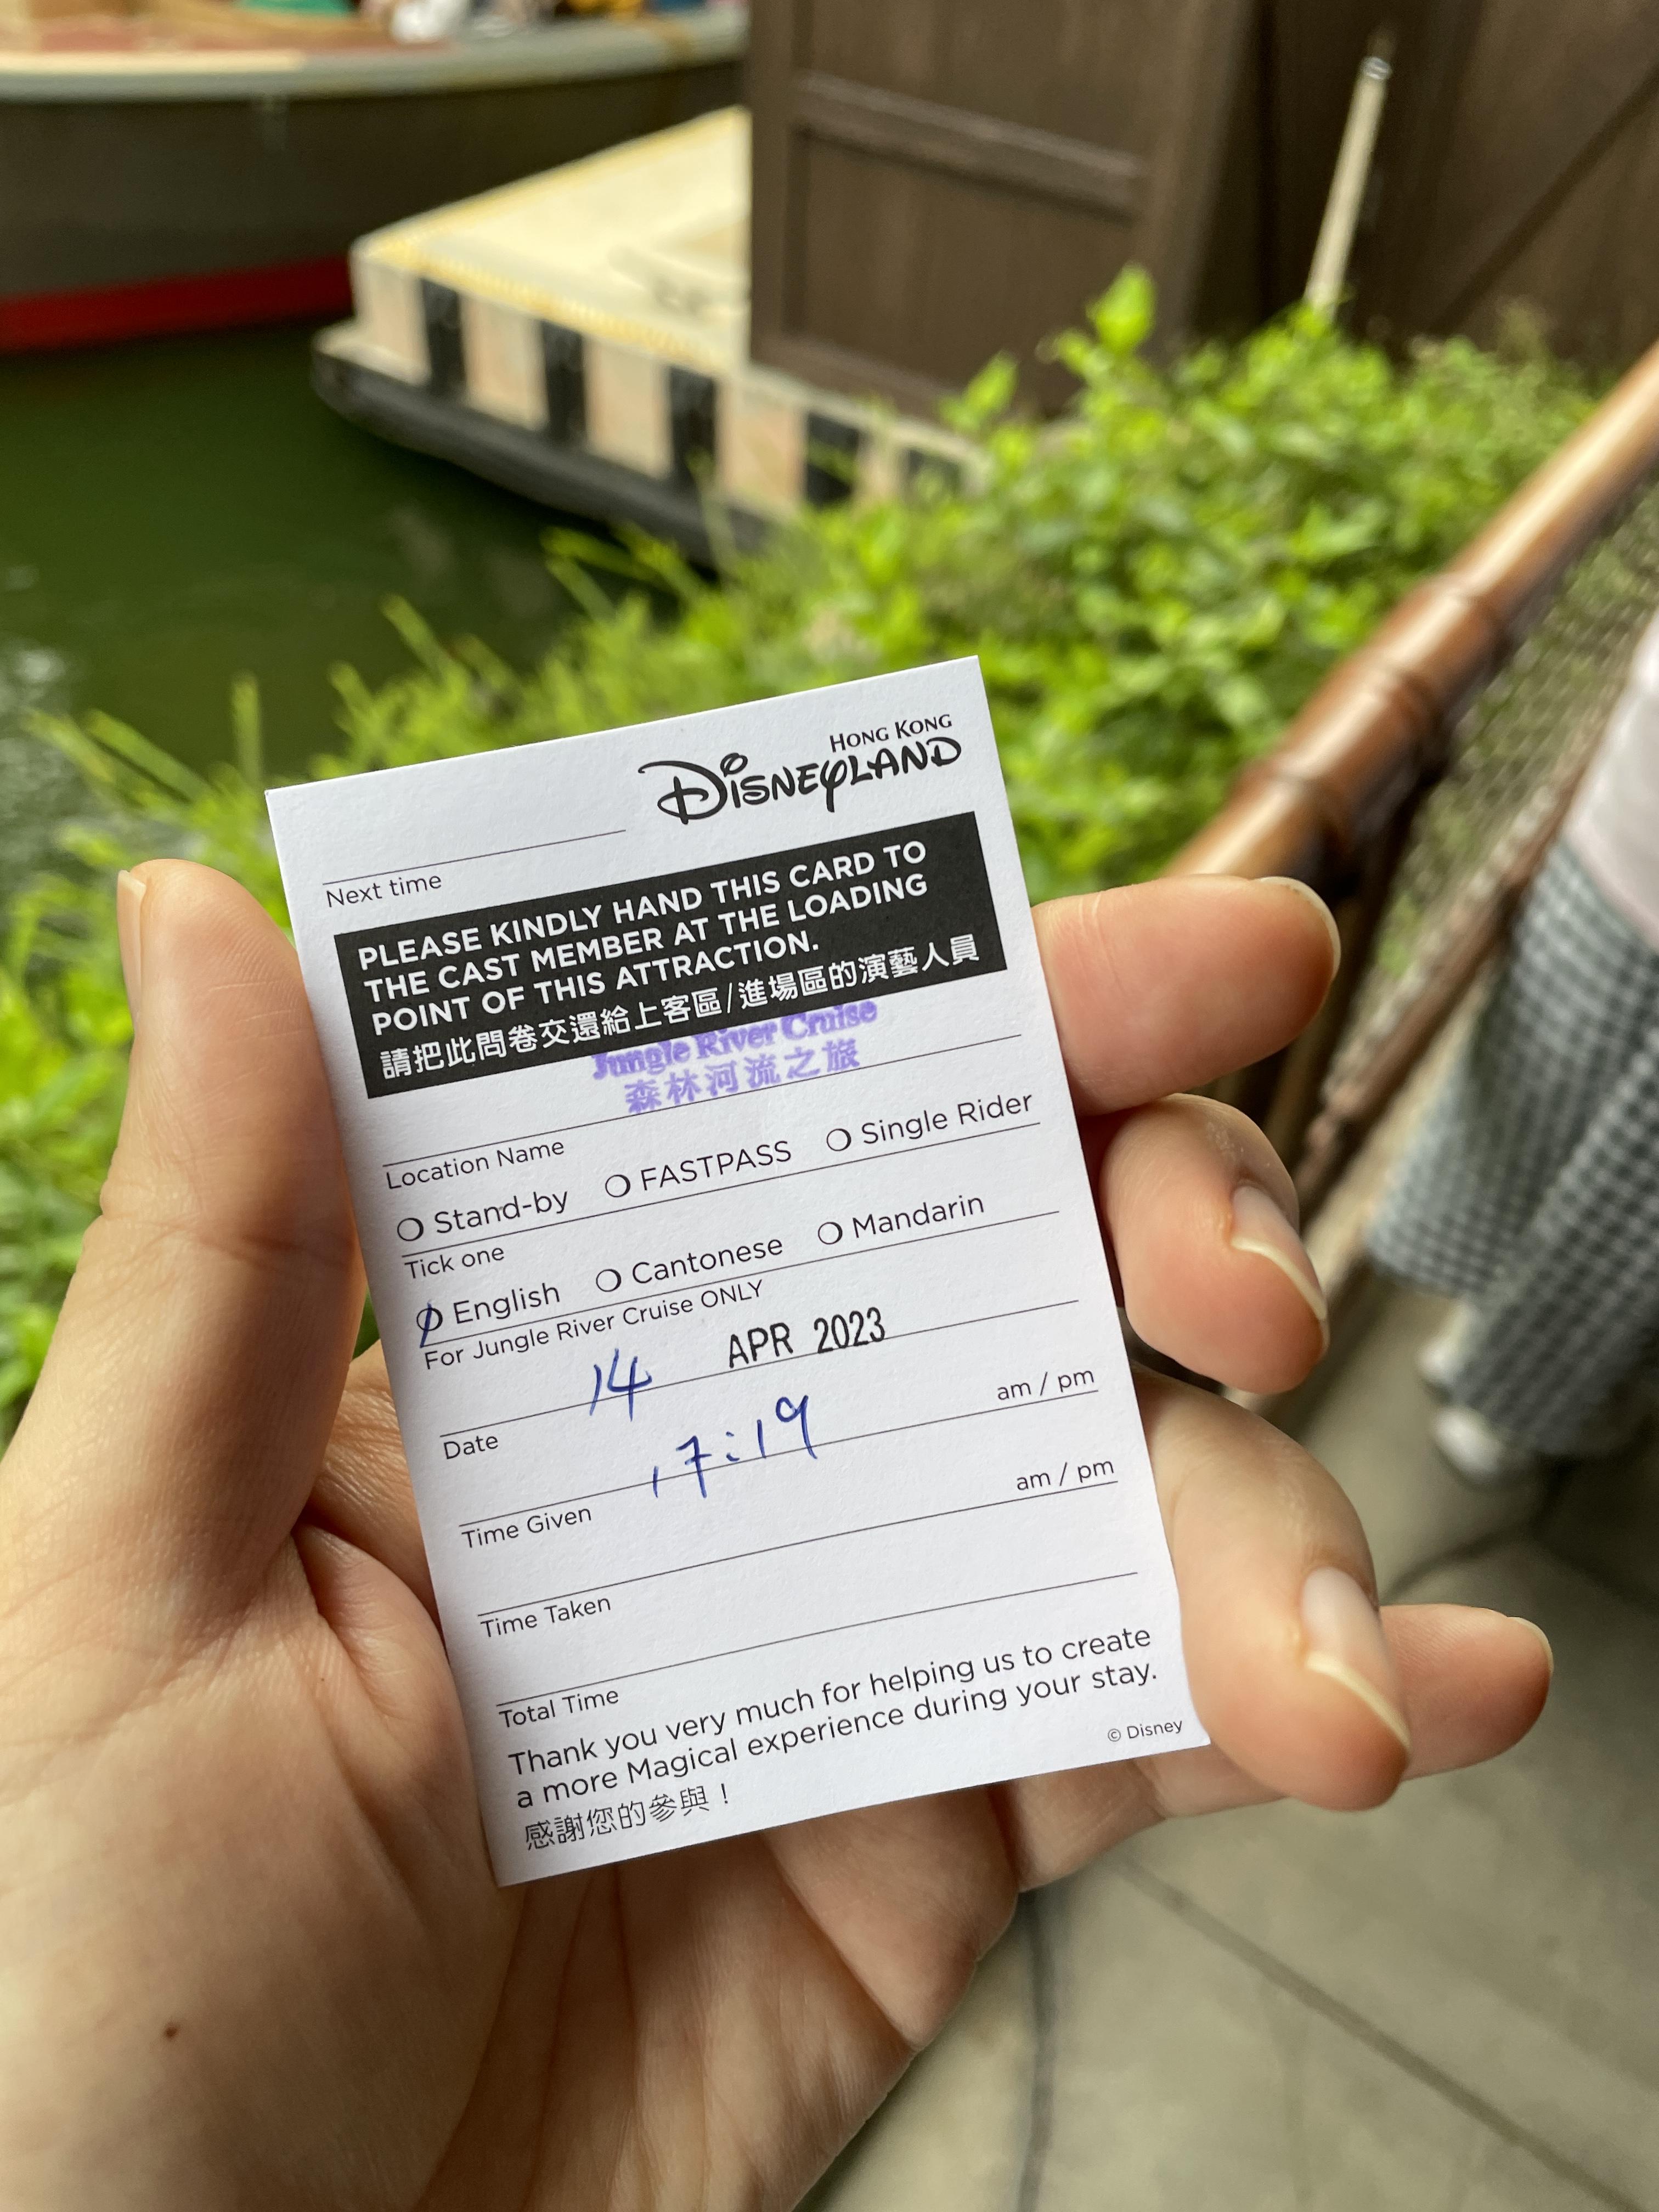 HONG KONG
DISNEYLAND
Next time
PLEASE KINDLY HAND THIS CARD TO
THE CAST MEMBER AT THE LOADING
POINT OF THIS ATTRACTION.
請把此問卷交還給上客區/進場區的演藝人員
Jungle River Cruise
森林河流之旅
Location Name
Stand-by FASTPASS Single Rider
Tick one
English Cantonese Mandarin
For Jungle River Cruise ONLY
14 APR 2023
Date
17:19 am / pm
Time Given
am / pm
Time Taken
Total Time
Thank you very much for helping us to create
a more Magical experience during your stay.
感謝您的參與！
© Disney